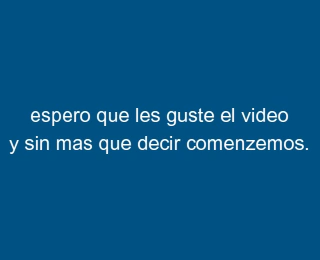 espero que les guste el video
y sin mas que decir comenzemos.